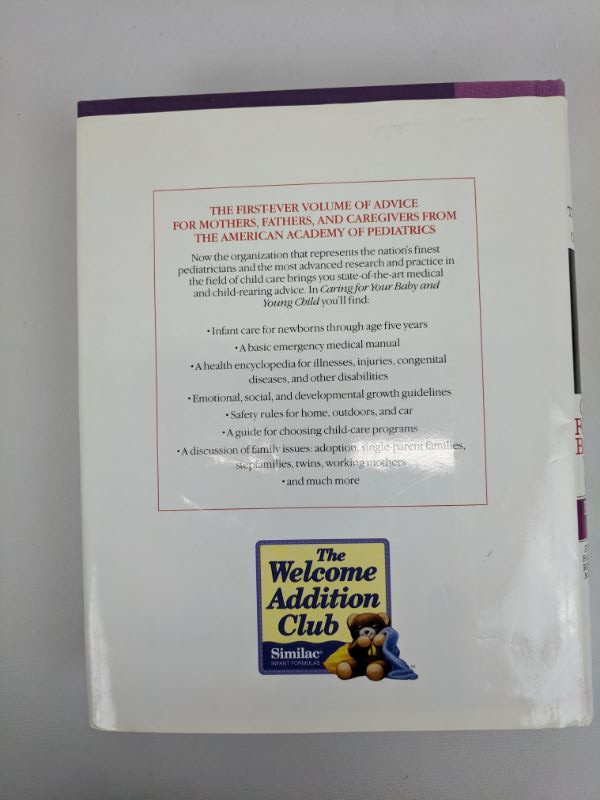 THE FIRST-EVER VOLUME OF ADVICE
FOR MOTHERS, FATHERS, AND CAREGIVERS FROM
THE AMERICAN ACADEMY OF PEDIATRICS
Now the organization that represents the nation's finest
pediatricians and the most advanced research and practice in
the field of child care brings you state-of-the-art medical
and child-rearing advice. In Caring for Your Baby and
Young Child you'll find:
• Infant care for newborns through age five years
• A basic emergency medical manual
• A health encyclopedia for illnesses, injuries, congenital
diseases, and other disabilities
• Emotional, social, and developmental growth guidelines
• Safety rules for home, outdoors, and car
• A guide for choosing child-care programs
• A discussion of family issues: adoption, single-parent families,
stepfamilies, twins, working mothers
• and much more
The
Welcome
Addition
Club
Similac®
INFANT FORMULAS